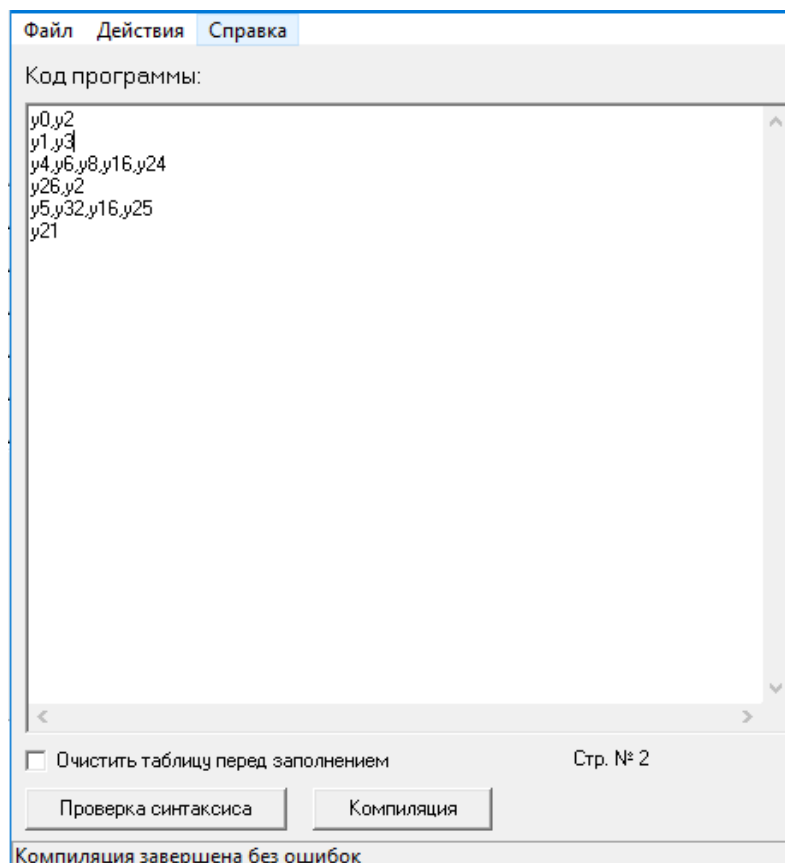 Файл Действия Справка
Код программы:
y0,y2
y1,y3
y4,y6,y8,y16,y24
y26,y2
y5,y32,y16,y25
y21
Очистить таблицу перед заполнением Стр. № 2
Проверка синтаксиса Компиляция
Компиляция завершена без ошибок